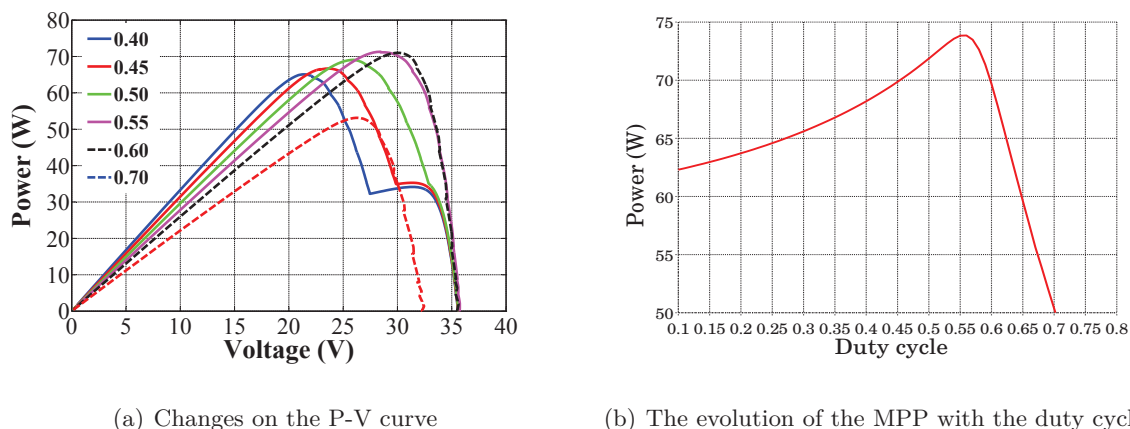 80
70
60
50
40
30
20
10
0
0.40
0.45
0.50
0.55
0.60
0.70
Power (W)
0 5 10 15 20 25 30 35 40
Voltage (V)
(a) Changes on the P-V curve
75
70
65
60
55
50
Power (W)
0.1 0.15 0.2 0.25 0.3 0.35 0.4 0.45 0.5 0.55 0.6 0.65 0.7 0.75 0.8
Duty cycle
(b) The evolution of the MPP with the duty cycl